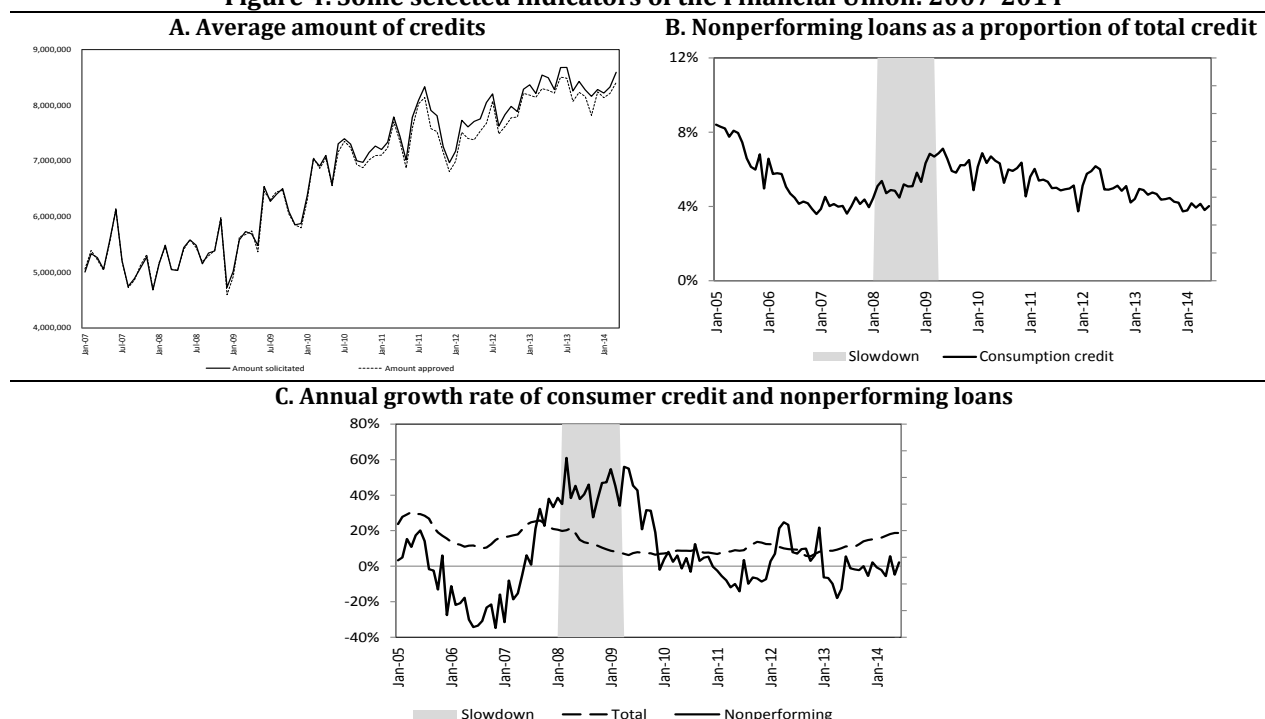 Some selected indicators of the Financial Union: 2007-2014
A. Average amount of credits
B. Nonperforming loans as a proportion of total credit
9,000,000
8,000,000
7,000,000
6,000,000
5,000,000
4,000,000
Jan-07
Jul-07
Jan-08
Jul-08
Jan-09
Jul-09
Jan-10
Jul-10
Jan-11
Jul-11
Jan-12
Jul-12
Jan-13
Jul-13
Jan-14
Amount solicitated Amount approved
12%
8%
4%
0%
Jan-05
Jan-06
Jan-07
Jan-08
Jan-09
Jan-10
Jan-11
Jan-12
Jan-13
Jan-14
Slowdown Consumption credit
C. Annual growth rate of consumer credit and nonperforming loans
80%
60%
40%
20%
0%
-20%
-40%
Jan-05
Jan-06
Jan-07
Jan-08
Jan-09
Jan-10
Jan-11
Jan-12
Jan-13
Jan-14
Slowdown Total Nonperforming